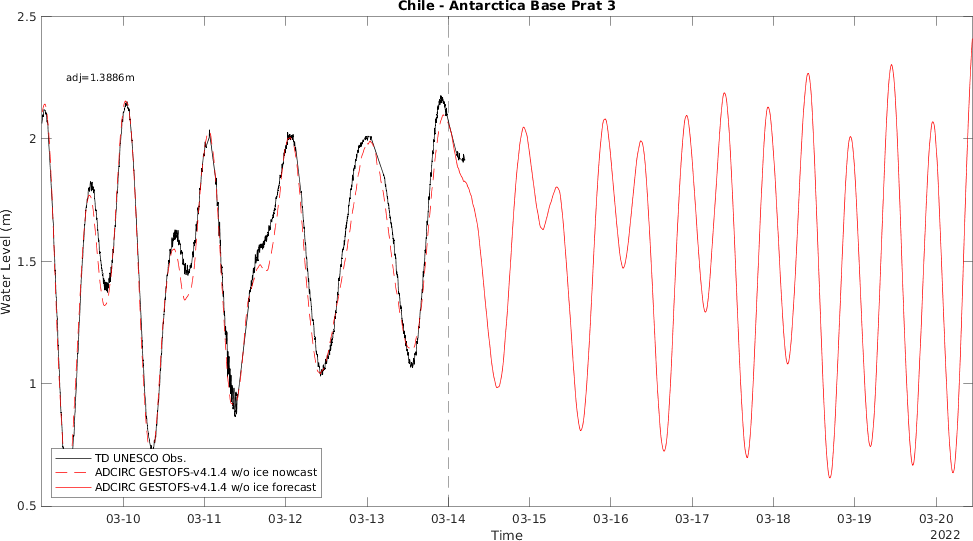 Chile - Antarctica Base Prat 3
adj=1.3886m
2.5
2
1.5
1
0.5
Water Level (m)
TD UNESCO Obs.
ADCIRC GESTOFS-v4.1.4 w/o ice nowcast
ADCIRC GESTOFS-v4.1.4 w/o ice forecast
03-10 03-11 03-12 03-13 03-14 03-15 03-16 03-17 03-18 03-19 03-20
2022
Time